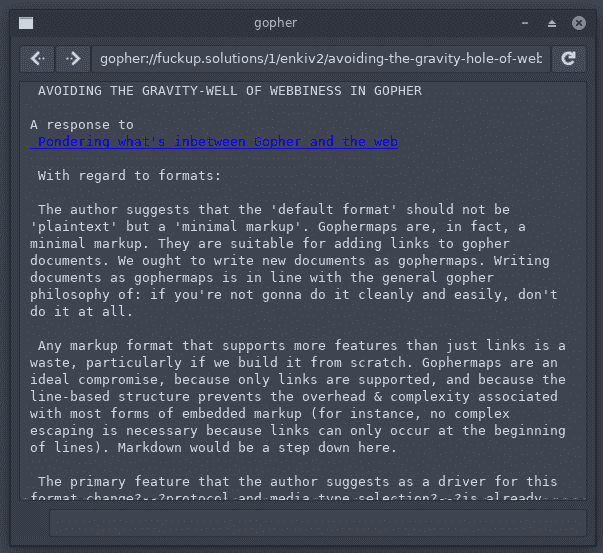 gopher
gopher://fuckup.solutions/1/enkiv2/avoiding-the-gravity-hole-of-web
AVOIDING THE GRAVITY-WELL OF WEBBINESS IN GOPHER
A response to
Pondering what's inbetween Gopher and the web
With regard to formats:
The author suggests that the 'default format' should not be
'plaintext' but a 'minimal markup'. Gophermaps are, in fact, a
minimal markup. They are suitable for adding links to gopher
documents. We ought to write new documents as gophermaps. Writing
documents as gophermaps is in line with the general gopher
philosophy of: if you're not gonna do it cleanly and easily, don't
do it at all.
Any markup format that supports more features than just links is a
waste, particularly if we build it from scratch. Gophermaps are an
ideal compromise, because only links are supported, and because the
line-based structure prevents the overhead & complexity associated
with most forms of embedded markup (for instance, no complex
escaping is necessary because links can only occur at the beginning
of lines). Markdown would be a step down here.
The primary feature that the author suggests as a driver for this
format change?--?protocol and media type selection?--?is already